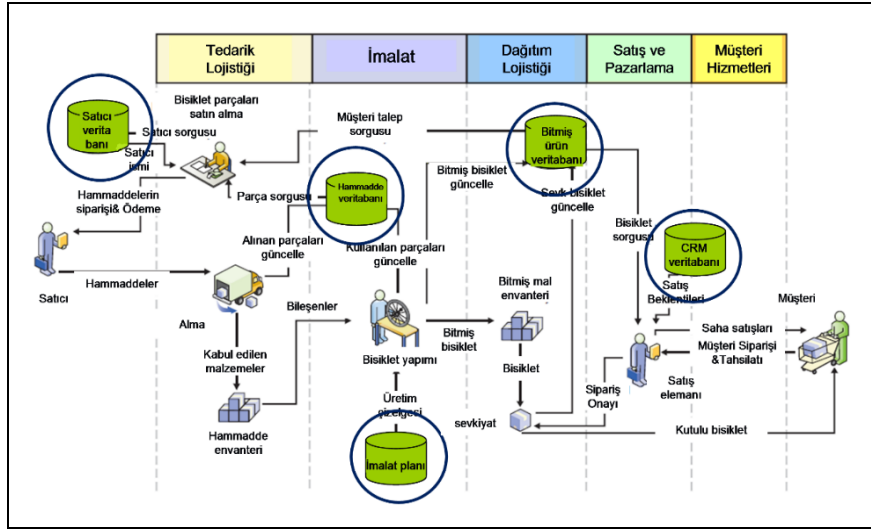 Tedarik
Lojistiği
İmalat
Dağıtım
Lojistiği
Satış ve
Pazarlama
Müşteri
Hizmetleri
Bisiklet parçaları
satın alma
Satıcı
verita
banı
Satıcı sorgusu
Satıcı
ismi
Müşteri talep
sorgusu
Bitmiş
ürün
veritabanı
Hammaddelerin
siparişi& Ödeme
Parça sorgusu
Hammadde
veritabanı
Bitmiş bisiklet
güncelle
Sevk bisiklet
güncelle
Bisiklet
sorgusu
CRM
veritabanı
Alınan parçaları
güncelle
Kullanılan parçaları
güncelle
Satıcı
Hammaddeler
Alma
Bileşenler
Bitmiş mal
envanteri
Satış
Beklentileri
Müşteri
Kabul edilen
malzemeler
Bisiklet yapımı
Bitmiş
bisiklet
Bisiklet
Saha satışları
Müşteri Siparişi
&Tahsilatı
Satış
elemanı
Sipariş
Onayı
Üretim
çizelgesi
sevkiyat
Kutulu bisiklet
Hammadde
envanteri
İmalat planı